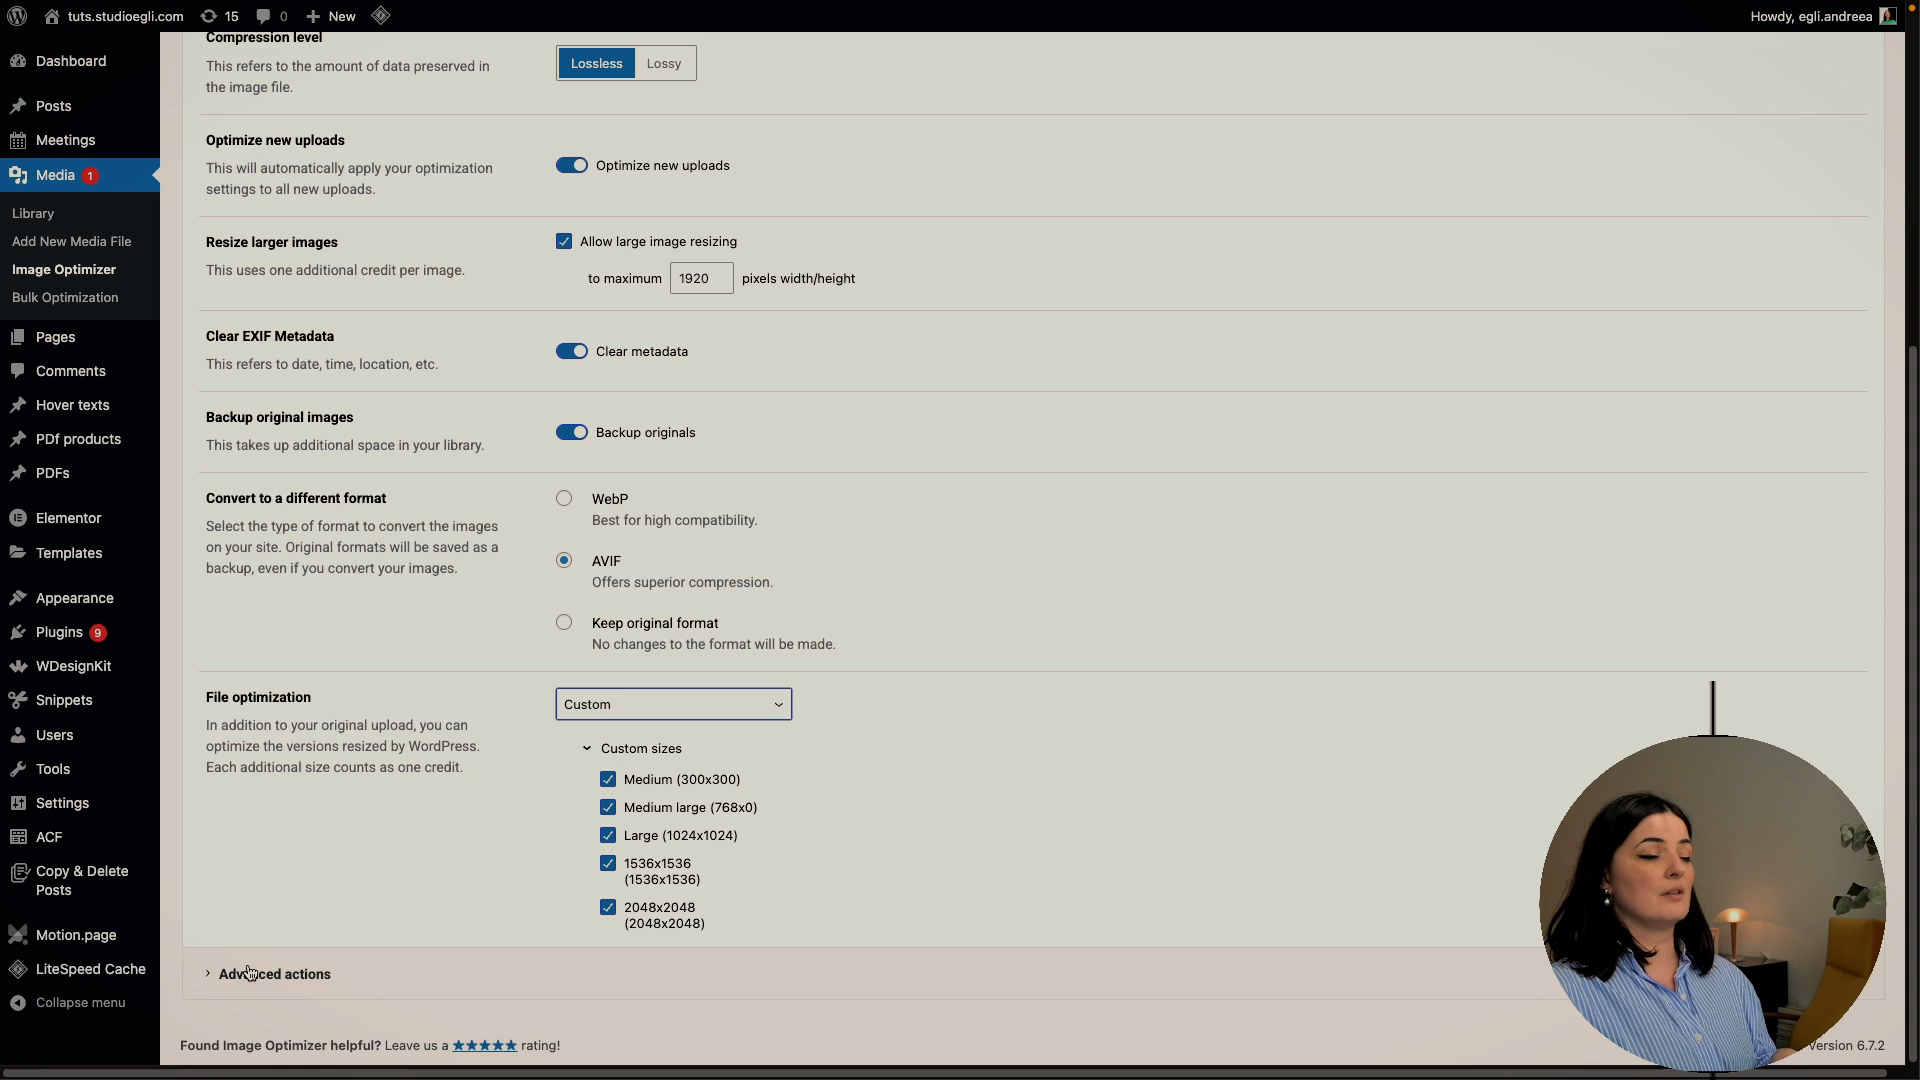 tuts.studioegli.com
15
0
New
Howdy, egli.andreea
Dashboard
Posts
Meetings
Media 1
Library
Add New Media File
Image Optimizer
Bulk Optimization
Pages
Comments
Hover texts
PDf products
PDFs
Elementor
Templates
Appearance
Plugins 9
WDesignKit
Snippets
Users
Tools
Settings
ACF
Copy & Delete
Posts
Motion.page
LiteSpeed Cache
Collapse menu
Compression level
This refers to the amount of data preserved in
the image file.
Lossless
Lossy
Optimize new uploads
This will automatically apply your optimization
settings to all new uploads.
Optimize new uploads
Resize larger images
This uses one additional credit per image.
Allow large image resizing
to maximum 1920 pixels width/height
Clear EXIF Metadata
This refers to date, time, location, etc.
Clear metadata
Backup original images
This takes up additional space in your library.
Backup originals
Convert to a different format
Select the type of format to convert the images
on your site. Original formats will be saved as a
backup, even if you convert your images.
WebP
Best for high compatibility.
AVIF
Offers superior compression.
Keep original format
No changes to the format will be made.
File optimization
In addition to your original upload, you can
optimize the versions resized by WordPress.
Each additional size counts as one credit.
Custom
Custom sizes
Medium (300x300)
Medium large (768x0)
Large (1024x1024)
1536x1536
(1536x1536)
2048x2048
(2048x2048)
Advanced actions
Found Image Optimizer helpful? Leave us a ★★★★★ rating!
Version 6.7.2